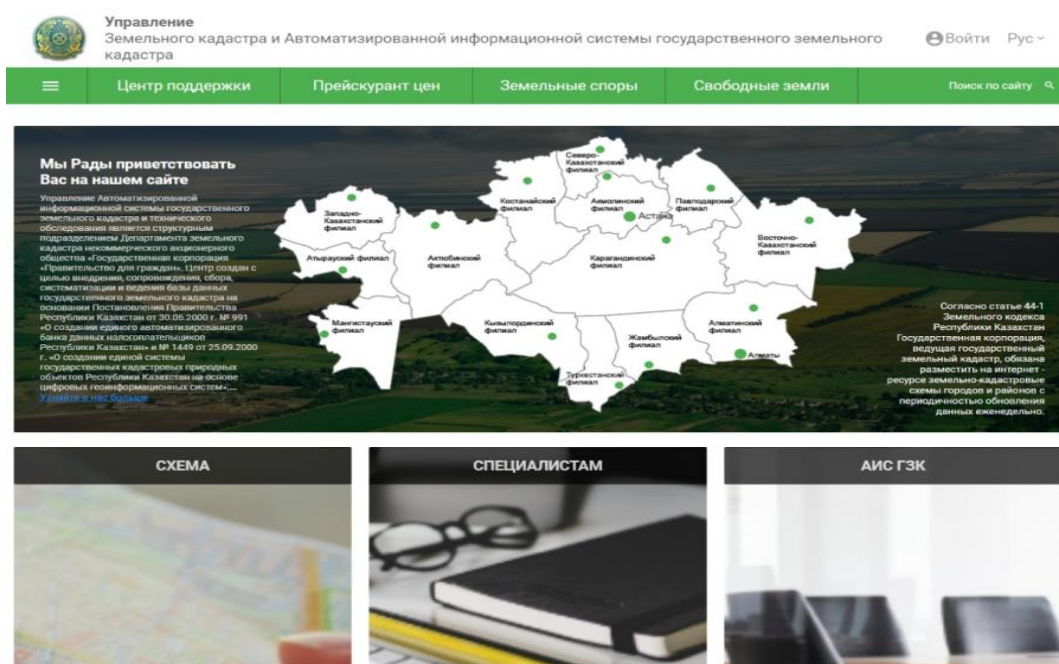 Управление
Земельного кадастра и Автоматизированной информационной системы государственного земельного
кадастра
Войти
Рус
Центр поддержки
Прейскурант цен
Земельные споры
Свободные земли
Поиск по сайту
Мы Рады приветствовать
Вас на нашем сайте
Управление Автоматизированной
информационной системы государственного
земельного кадастра и технического
обследования является структурным
подразделением Департамента земельного
кадастра некоммерческого акционерного
общества «Государственная корпорация
«Правительство для граждан». Центр создан с
целью внедрения, сопровождения, сбора,
систематизации и ведения базы данных
государственного земельного кадастра на
основании Постановления Правительства
Республики Казахстан от 30.06.2000 г. № 991
«О создании единого автоматизированного
банка данных налогоплательщиков
Республики Казахстан» и № 1449 от 25.09.2000
г. «О создании единой системы
государственных кадастровых природных
объектов Республики Казахстан на основе
цифровых геоинформационных систем»,...
Узнайте о нас больше
Северо-
Казахстанский
филиал
Костанайский
филиал
Акмолинский
филиал
Астана
Павлодарский
филиал
Западно-
Казахстанский
филиал
Восточно-
Казахстанский
филиал
Атырауский филиал
Актюбинский
филиал
Карагандинский
филиал
Мангистауский
филиал
Кызылординский
филиал
Жамбылский
филиал
Алматинский
филиал
Алматы
Туркестанский
филиал
Согласно статье 44-1
Земельного кодекса
Республики Казахстан
Государственная корпорация,
ведущая государственный
земельный кадастр, обязана
разместить на интернет -
ресурсе земельно-кадастровые
схемы городов и районов с
периодичностью обновления
данных еженедельно.
СХЕМА
СПЕЦИАЛИСТАМ
АИС ГЗК